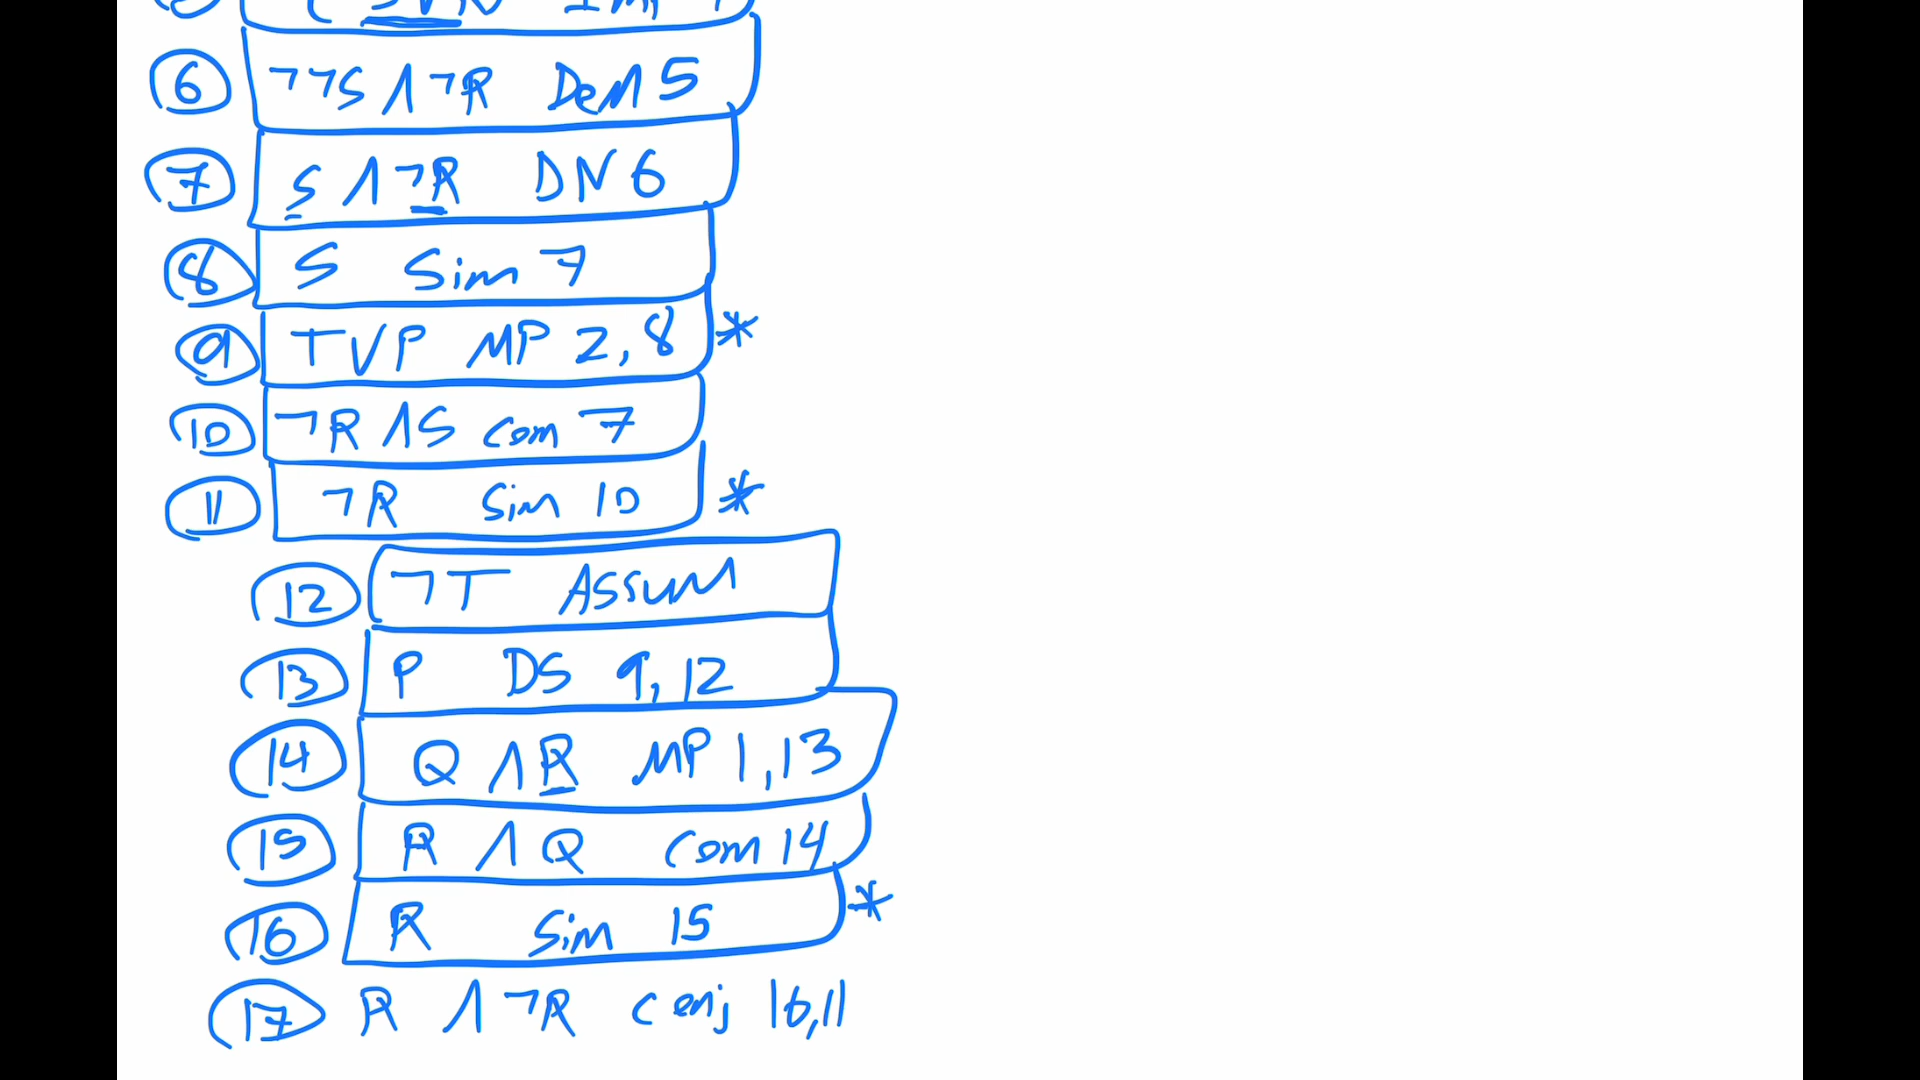 ⑥ ¬¬S ∧ ¬R DeM 5
⑦ S ∧ ¬R DN 6
⑧ S Sim 7
⑨ T ∨ P MP 2, 8 *
⑩ ¬R ∧ S Com 7
⑪ ¬R Sim 10 *
⑫ ¬T Assum
⑬ P DS 9, 12
⑭ Q ∧ R MP 1, 13
⑮ R ∧ Q Com 14
⑯ R Sim 15 *
⑰ R ∧ ¬R Conj 16, 11